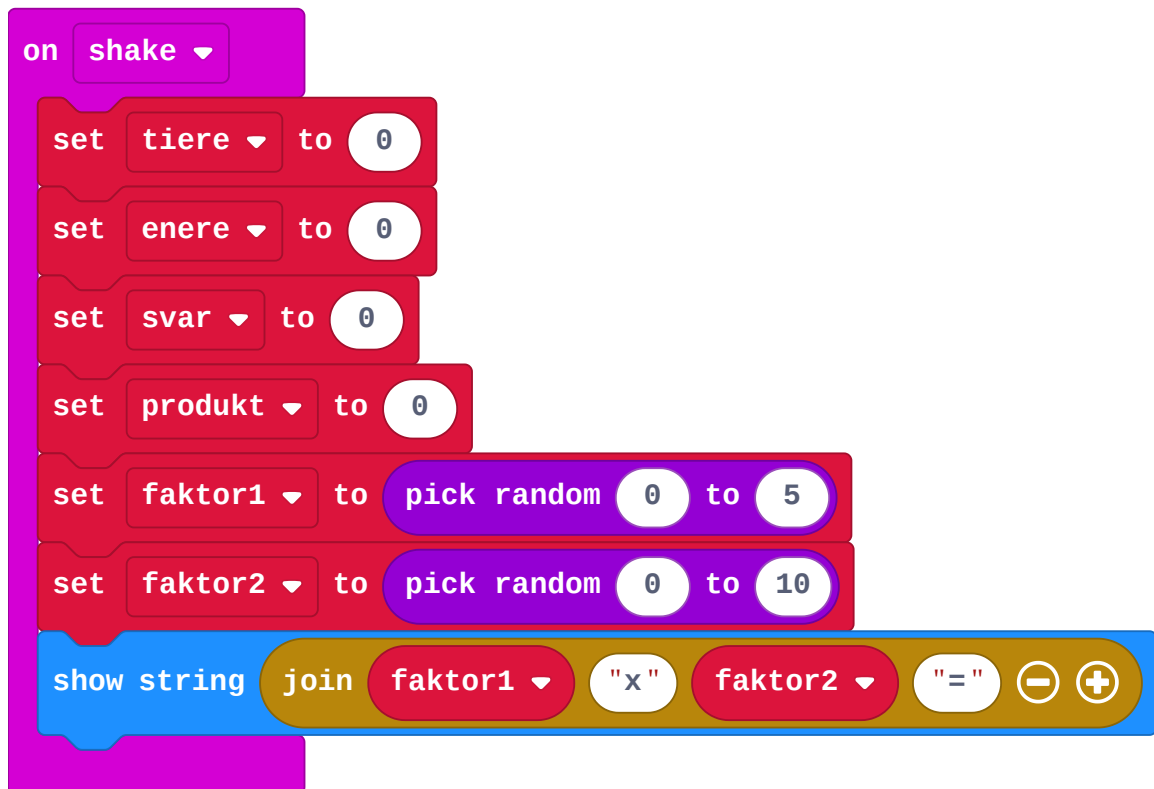 on shake
set tiere to 0
set enere to 0
set svar to 0
set produkt to 0
set faktor1 to pick random 0 to 5
set faktor2 to pick random 0 to 10
show string join faktor1 "x" faktor2 "="